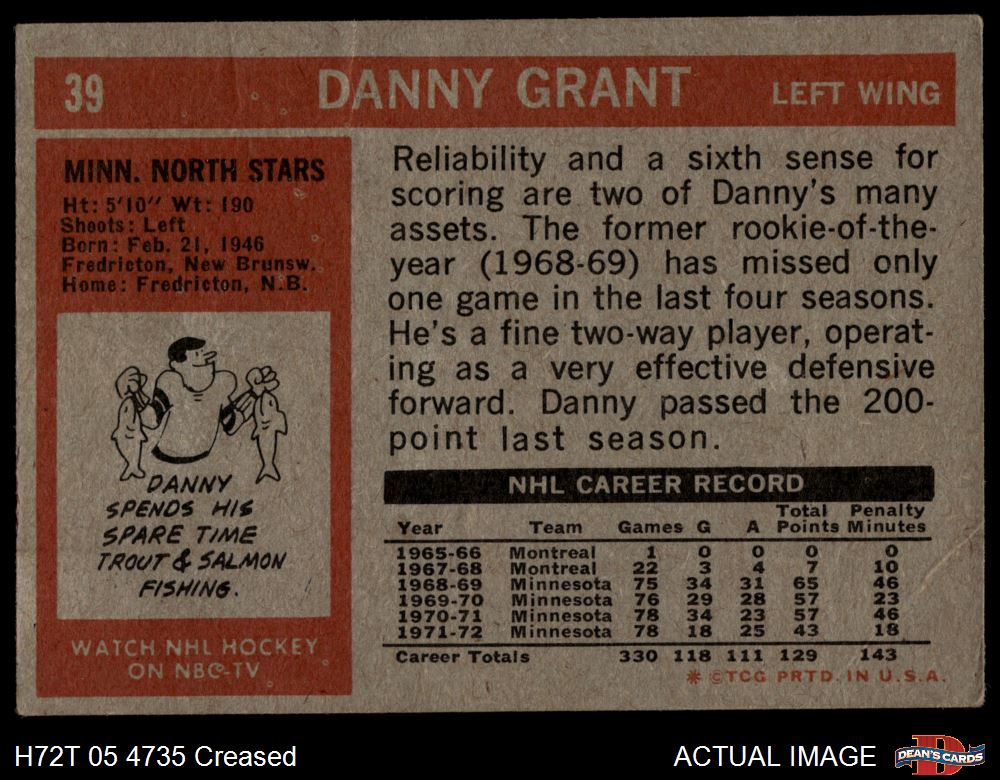 39 DANNY GRANT LEFT WING
MINN. NORTH STARS
Ht: 5'10" Wt: 190
Shoots: Left
Born: Feb. 21, 1946
Fredricton, New Brunsw.
Home: Fredricton, N.B.
DANNY
SPENDS HIS
SPARE TIME
TROUT & SALMON
FISHING.
WATCH NHL HOCKEY
ON NBC-TV
Reliability and a sixth sense for
scoring are two of Danny's many
assets. The former rookie-of-the-
year (1968-69) has missed only
one game in the last four seasons.
He's a fine two-way player, operat-
ing as a very effective defensive
forward. Danny passed the 200-
point last season.
NHL CAREER RECORD
Year Team Games G A Total Points Penalty Minutes
1965-66 Montreal 1 0 0 0 0
1967-68 Montreal 22 3 4 7 10
1968-69 Minnesota 75 34 31 65 46
1969-70 Minnesota 76 29 28 57 23
1970-71 Minnesota 78 34 23 57 46
1971-72 Minnesota 78 18 25 43 18
Career Totals 330 118 111 129 143
* ©TCG PRTD. IN U.S.A.
H72T 05 4735 Creased
ACTUAL IMAGE
DEAN'S CARDS